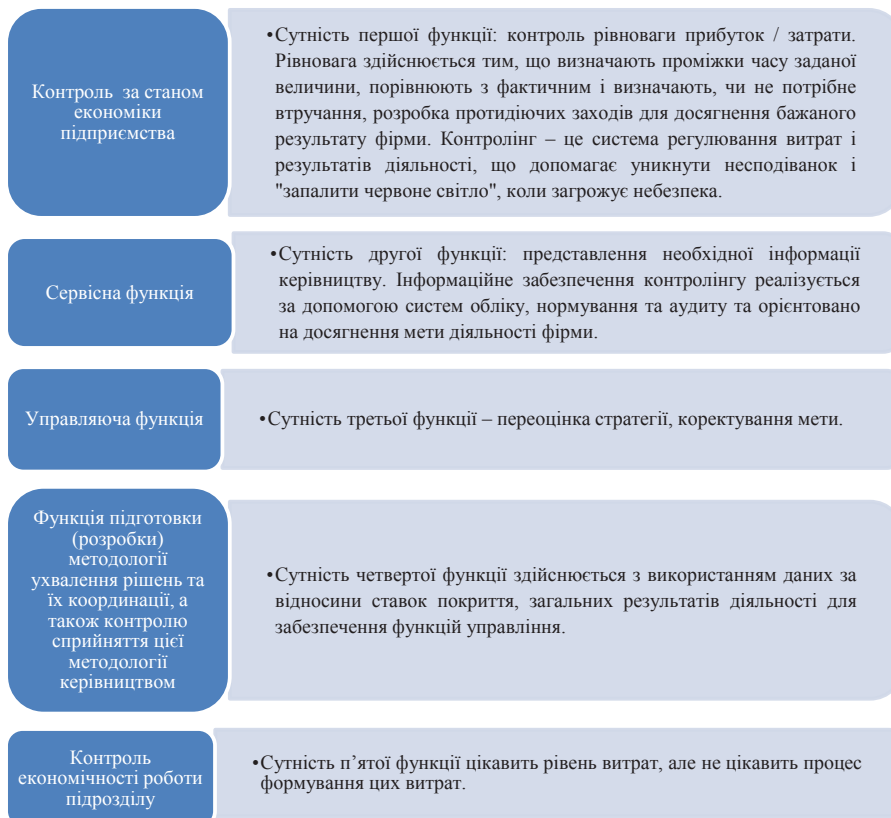 Контроль за станом
економіки
підприємства
•Сутність першої функції: контроль рівноваги прибуток / затрати.
Рівновага здійснюється тим, що визначають проміжки часу заданої
величини, порівнюють з фактичним і визначають, чи не потрібне
втручання, розробка протидіючих заходів для досягнення бажаного
результату фірми. Контролінг – це система регулювання витрат і
результатів діяльності, що допомагає уникнути несподіванок і
"запалити червоне світло", коли загрожує небезпека.
Сервісна функція
•Сутність другої функції: представлення необхідної інформації
керівництву. Інформаційне забезпечення контролінгу реалізується
за допомогою систем обліку, нормування та аудиту та орієнтовано
на досягнення мети діяльності фірми.
Управляюча функція
•Сутність третьої функції – переоцінка стратегії, коректування мети.
Функція підготовки
(розробки)
методології
ухвалення рішень та
їх координації, а
також контролю
сприйняття цієї
методології
керівництвом
•Сутність четвертої функції здійснюється з використанням даних за
відносини ставок покриття, загальних результатів діяльності для
забезпечення функцій управління.
Контроль
економічності роботи
підрозділу
•Сутність п’ятої функції цікавить рівень витрат, але не цікавить процес
формування цих витрат.